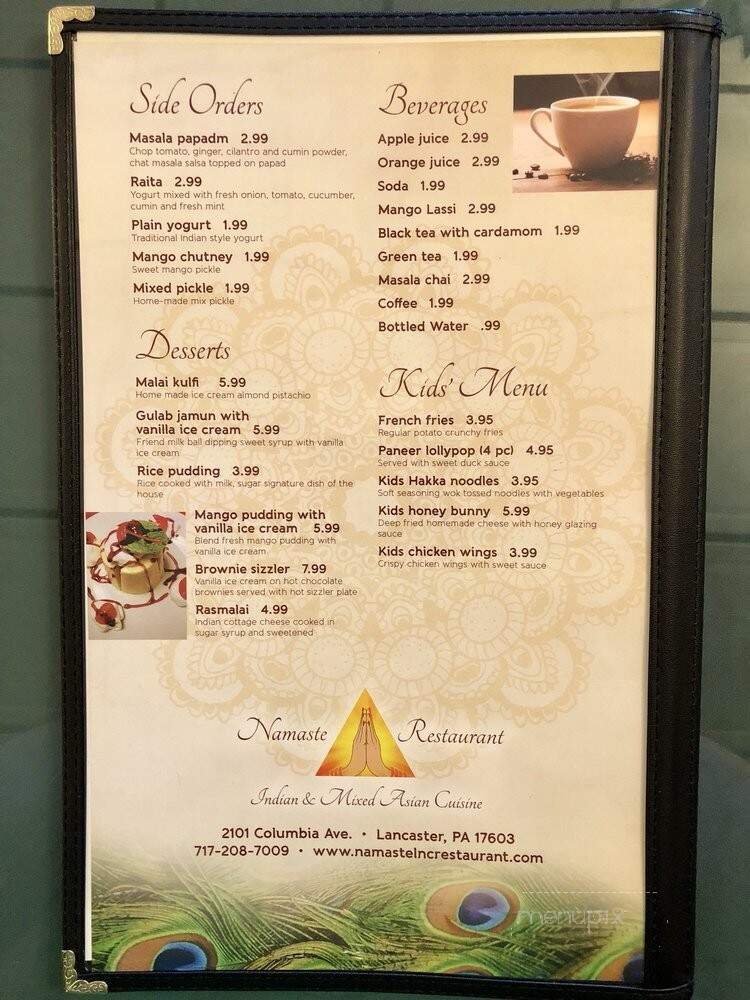 Side Orders
Masala papadm 2.99
Chop tomato, ginger, cilantro and cumin powder,
chat masala salsa topped on papad
Raita 2.99
Yogurt mixed with fresh onion, tomato, cucumber,
cumin and fresh mint
Plain yogurt 1.99
Traditional Indian style yogurt
Mango chutney 1.99
Sweet mango pickle
Mixed pickle 1.99
Home-made mix pickle
Desserts
Malai kulfi 5.99
Home made ice cream almond pistachio
Gulab jamun with
vanilla ice cream 5.99
Friend milk ball dipping sweet syrup with vanilla
ice cream
Rice pudding 3.99
Rice cooked with milk, sugar signature dish of the
house
Mango pudding with
vanilla ice cream 5.99
Blend fresh mango pudding with
vanilla ice cream
Brownie sizzler 7.99
Vanilla ice cream on hot chocolate
brownies served with hot sizzler plate
Rasmalai 4.99
Indian cottage cheese cooked in
sugar syrup and sweetened
Beverages
Apple juice 2.99
Orange juice 2.99
Soda 1.99
Mango Lassi 2.99
Black tea with cardamom 1.99
Green tea 1.99
Masala chai 2.99
Coffee 1.99
Bottled Water .99
Kids' Menu
French fries 3.95
Regular potato crunchy fries
Paneer lollypop (4 pc) 4.95
Served with sweet duck sauce
Kids Hakka noodles 3.95
Soft seasoning wok tossed noodles with vegetables
Kids honey bunny 5.99
Deep fried homemade cheese with honey glazing
sauce
Kids chicken wings 3.99
Crispy chicken wings with sweet sauce
Namaste Restaurant
Indian & Mixed Asian Cuisine
2101 Columbia Ave. • Lancaster, PA 17603
717-208-7009 • www.namastelncrestaurant.com
menupix